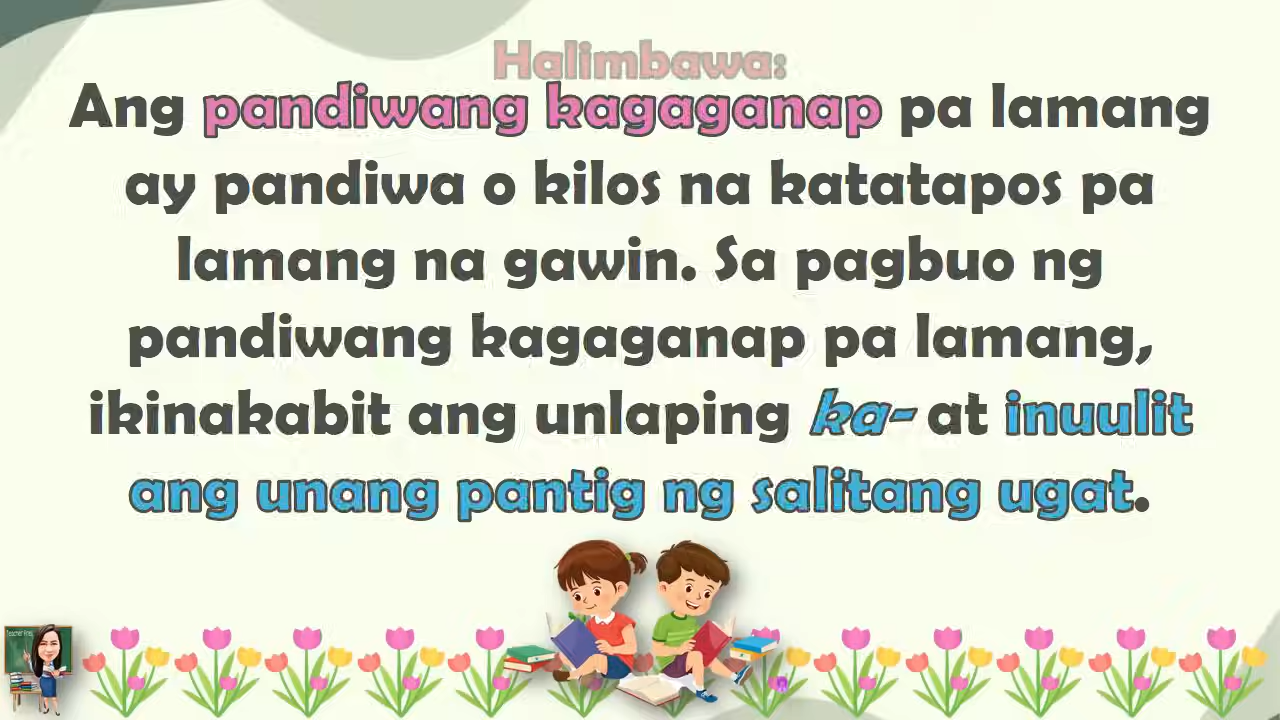 Halimbawa:
Ang pandiwang kagaganap pa lamang
ay pandiwa o kilos na katatapos pa
lamang na gawin. Sa pagbuo ng
pandiwang kagaganap pa lamang,
ikinakabit ang unlaping ka- at inuulit
ang unang pantig ng salitang ugat.